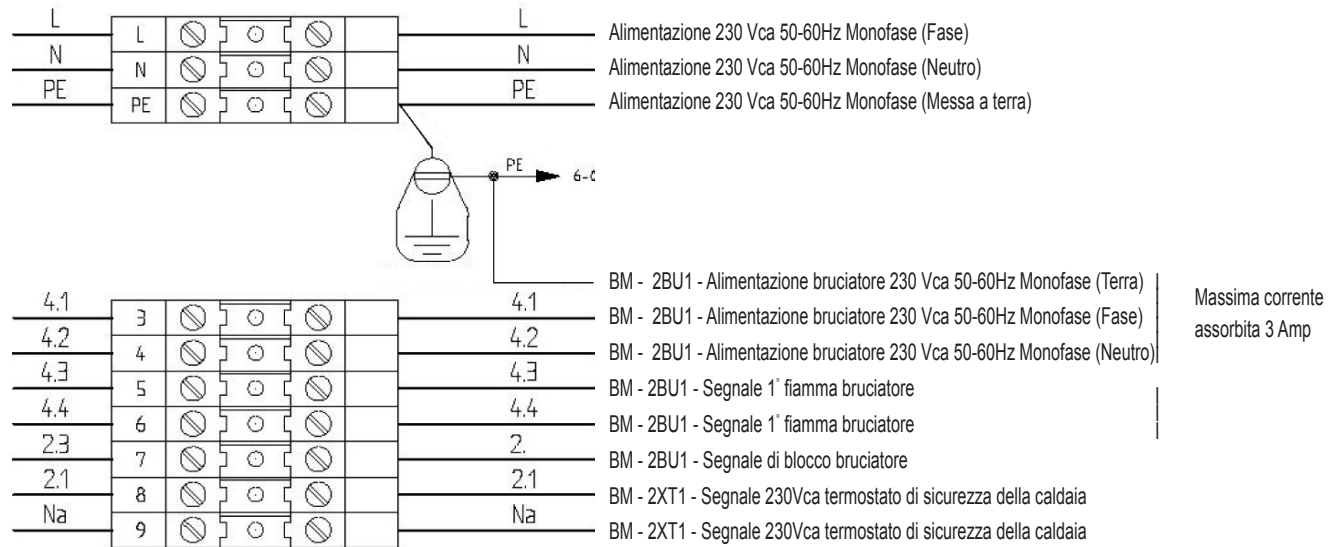 L L L Alimentazione 230 Vca 50-60Hz Monofase (Fase)
N N N Alimentazione 230 Vca 50-60Hz Monofase (Neutro)
PE PE PE Alimentazione 230 Vca 50-60Hz Monofase (Messa a terra)
PE
BM - 2BU1 - Alimentazione bruciatore 230 Vca 50-60Hz Monofase (Terra)
4.1 3 4.1 BM - 2BU1 - Alimentazione bruciatore 230 Vca 50-60Hz Monofase (Fase)
4.2 4 4.2 BM - 2BU1 - Alimentazione bruciatore 230 Vca 50-60Hz Monofase (Neutro)
Massima corrente
assorbita 3 Amp
4.3 5 4.3 BM - 2BU1 - Segnale 1° fiamma bruciatore
4.4 6 4.4 BM - 2BU1 - Segnale 1° fiamma bruciatore
2.3 7 2. BM - 2BU1 - Segnale di blocco bruciatore
2.1 8 2.1 BM - 2XT1 - Segnale 230Vca termostato di sicurezza della caldaia
Na 9 Na BM - 2XT1 - Segnale 230Vca termostato di sicurezza della caldaia